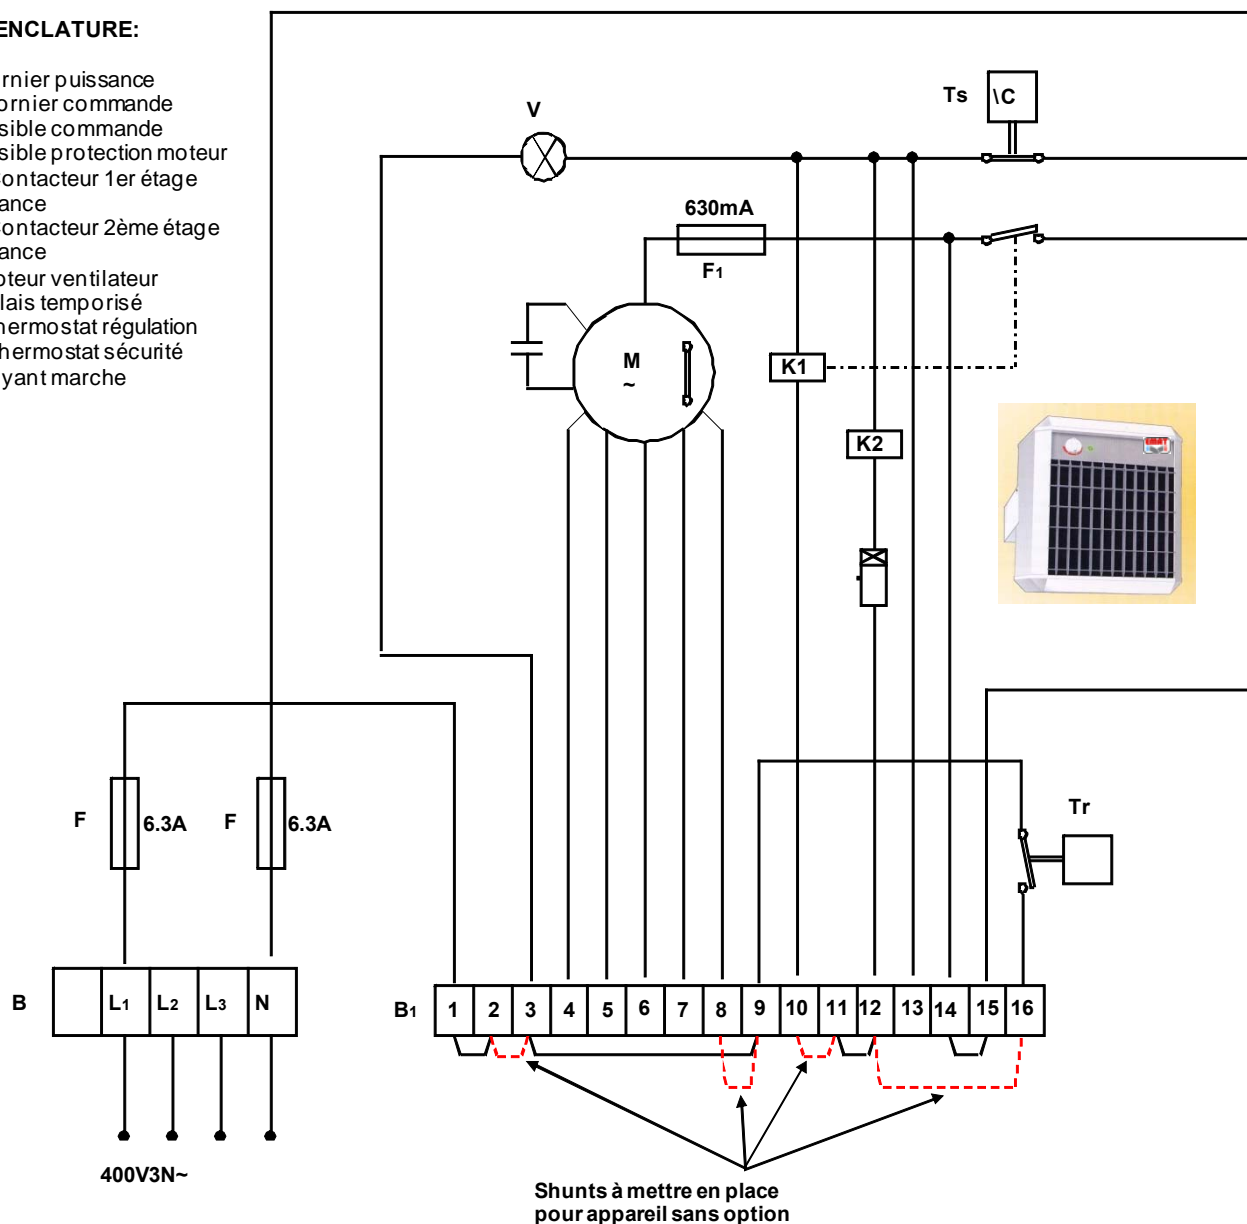 ENCLATURE:
rnier puissance
ornier commande
sible commande
sible protection moteur
Contacteur 1er étage
ance
Contacteur 2ème étage
ance
oteur ventilateur
lais temporisé
hermostat régulation
hermostat sécurité
yant marche
V
Ts
\C
630mA
F1
M
~
K1
K2
F
6.3A
F
6.3A
Tr
B
L1
L2
L3
N
B1
1
2
3
4
5
6
7
8
9
10
11
12
13
14
15
16
400V3N~
Shunts à mettre en place
pour appareil sans option